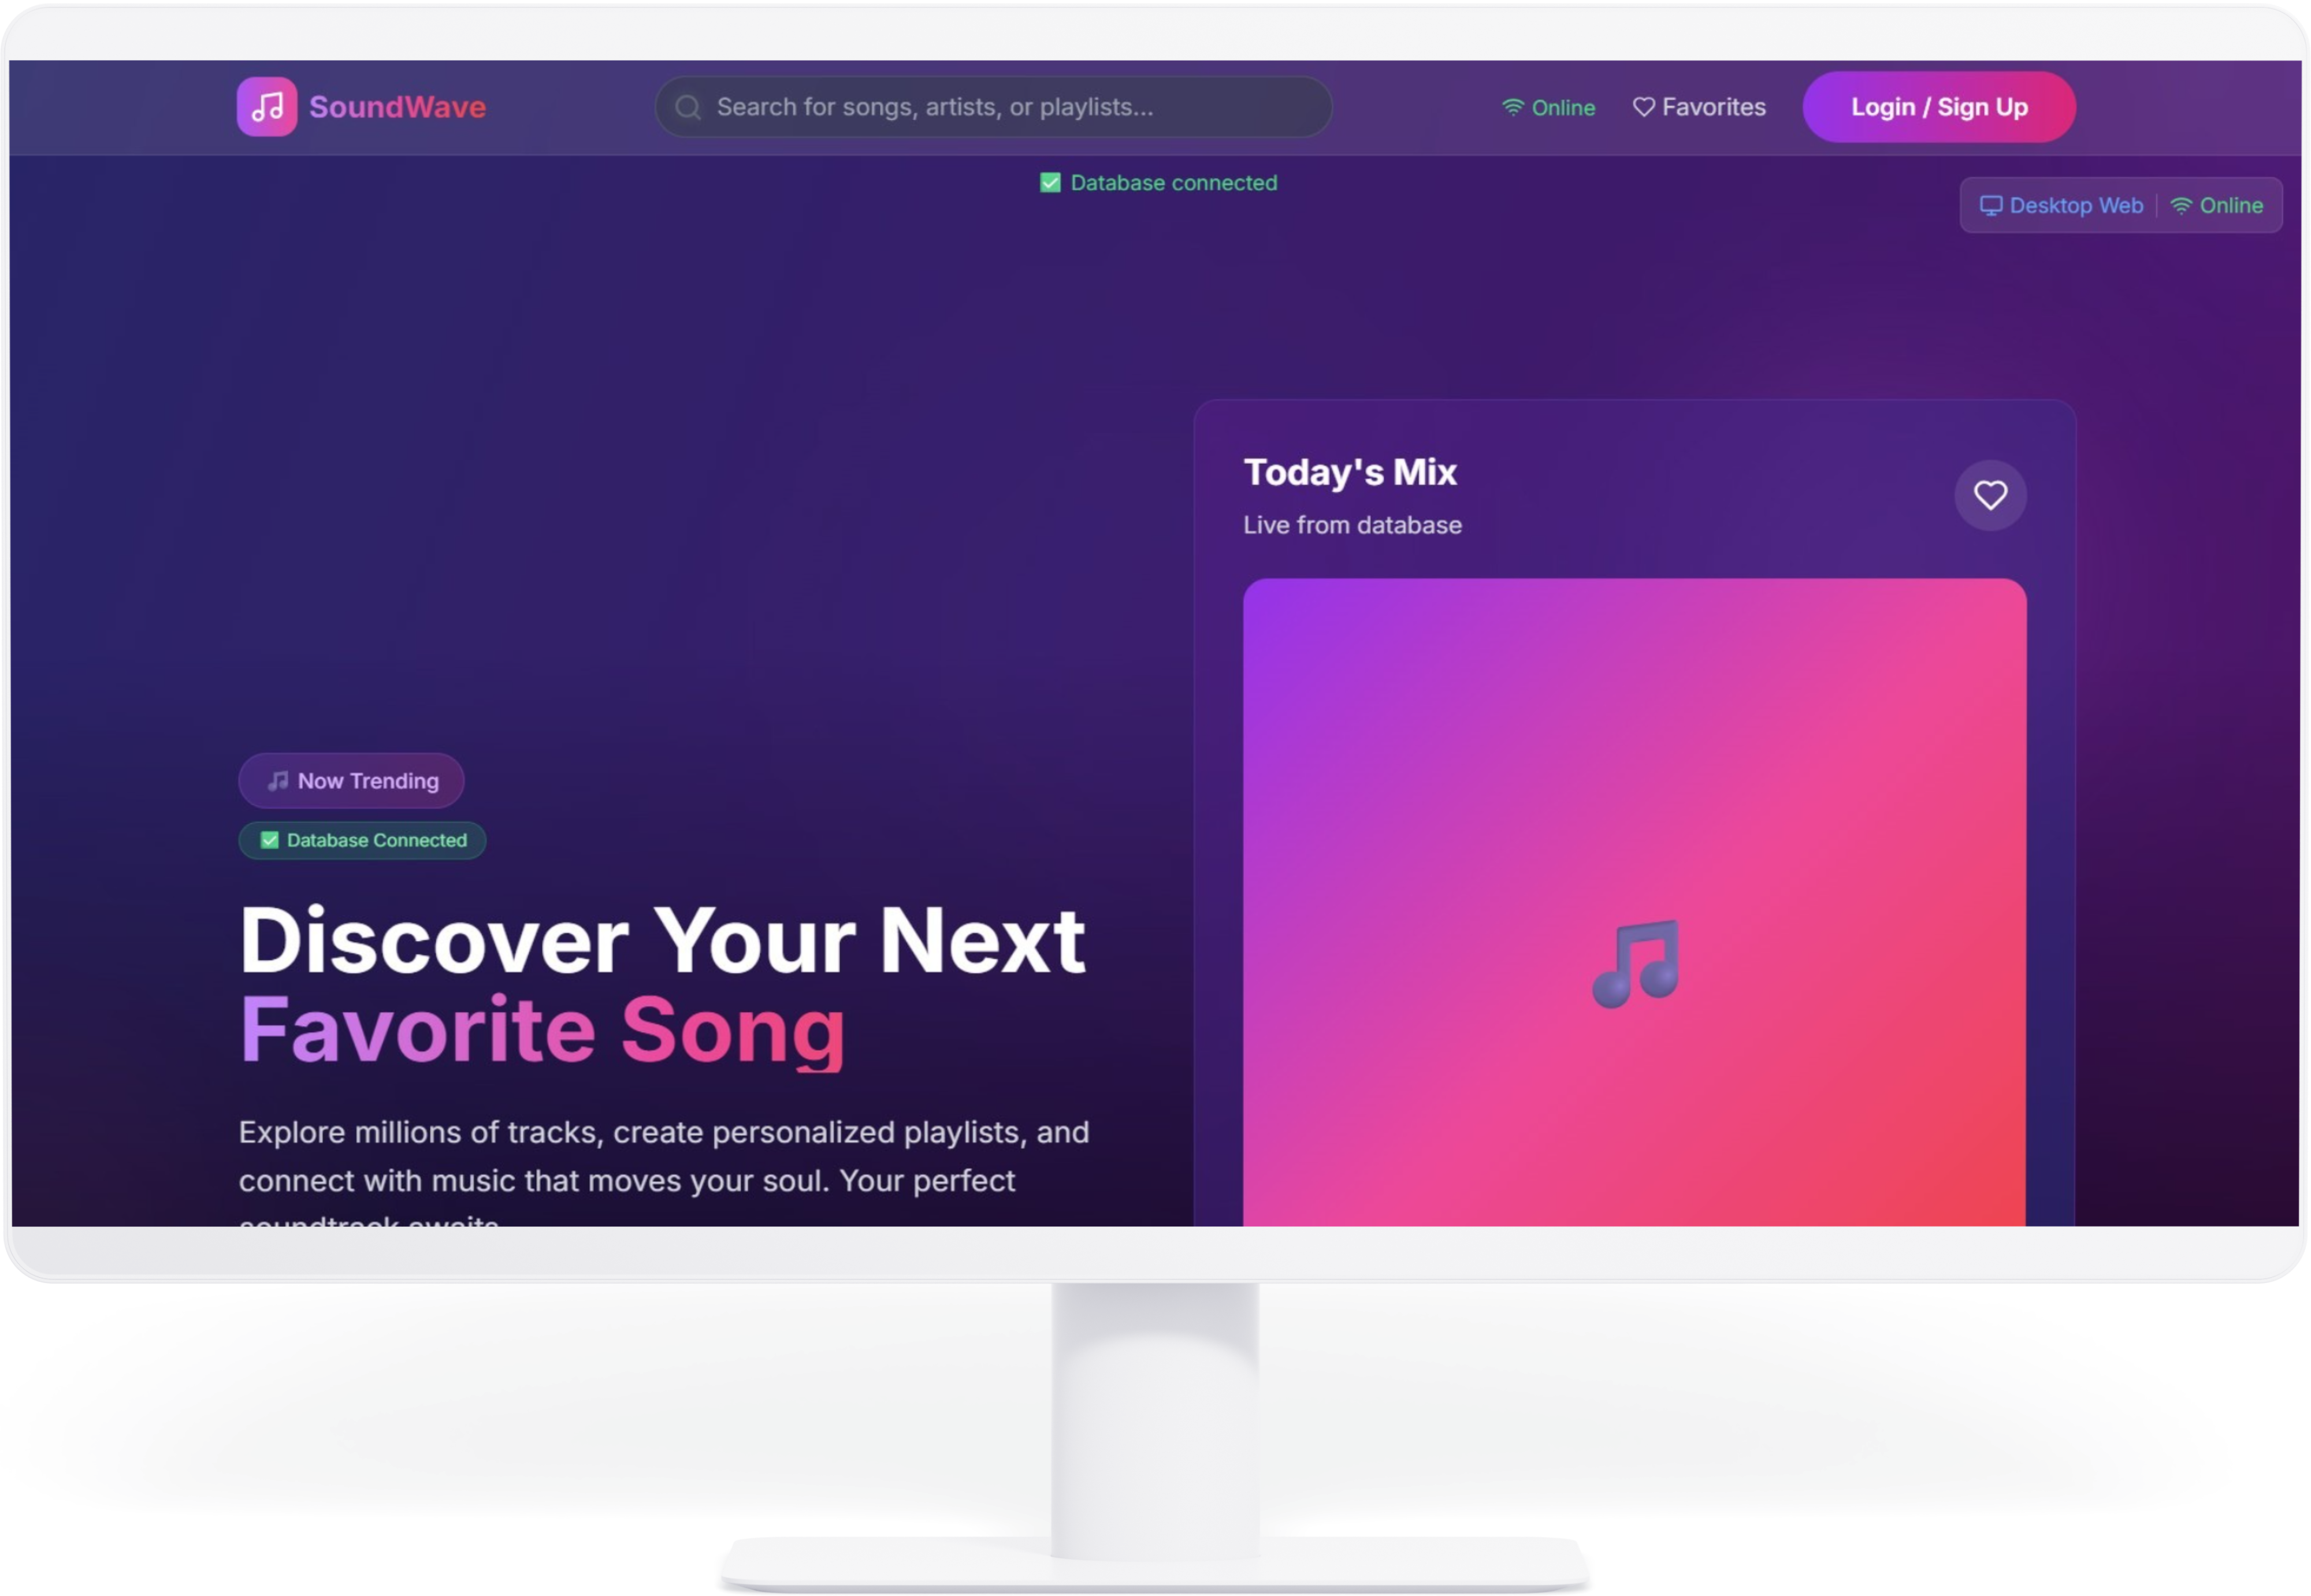 SoundWave
Search for songs, artists, or playlists...
Online
Favorites
Login / Sign Up
✅ Database connected
Desktop Web
Online
Today's Mix
Live from database
🎵 Now Trending
✅ Database Connected
Discover Your Next
Favorite Song
Explore millions of tracks, create personalized playlists, and
connect with music that moves your soul. Your perfect
soundtrack awaits